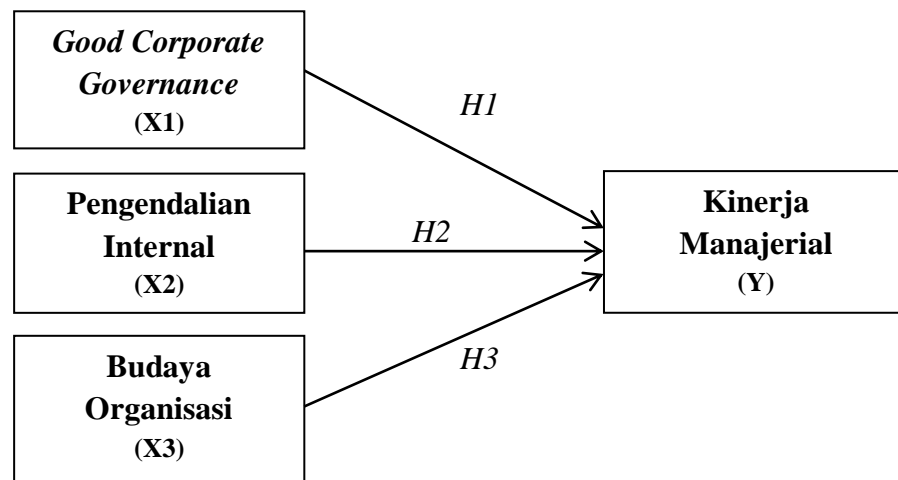 Good Corporate
Governance
(X1)
H1
Pengendalian
Internal
(X2)
H2
Kinerja
Manajerial
(Y)
Budaya
Organisasi
(X3)
H3